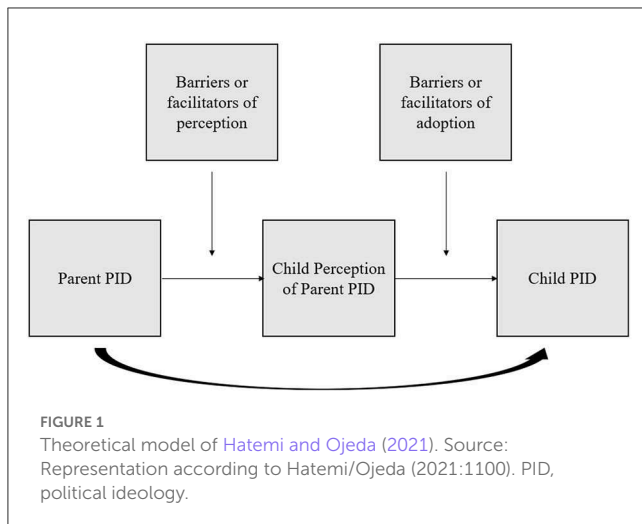 Barriers or
facilitators of
perception
Barriers or
facilitators of
adoption
Parent PID
Child Perception
of Parent PID
Child PID
FIGURE 1
Theoretical model of Hatemi and Ojeda (2021). Source:
Representation according to Hatemi/Ojeda (2021:1100). PID,
political ideology.